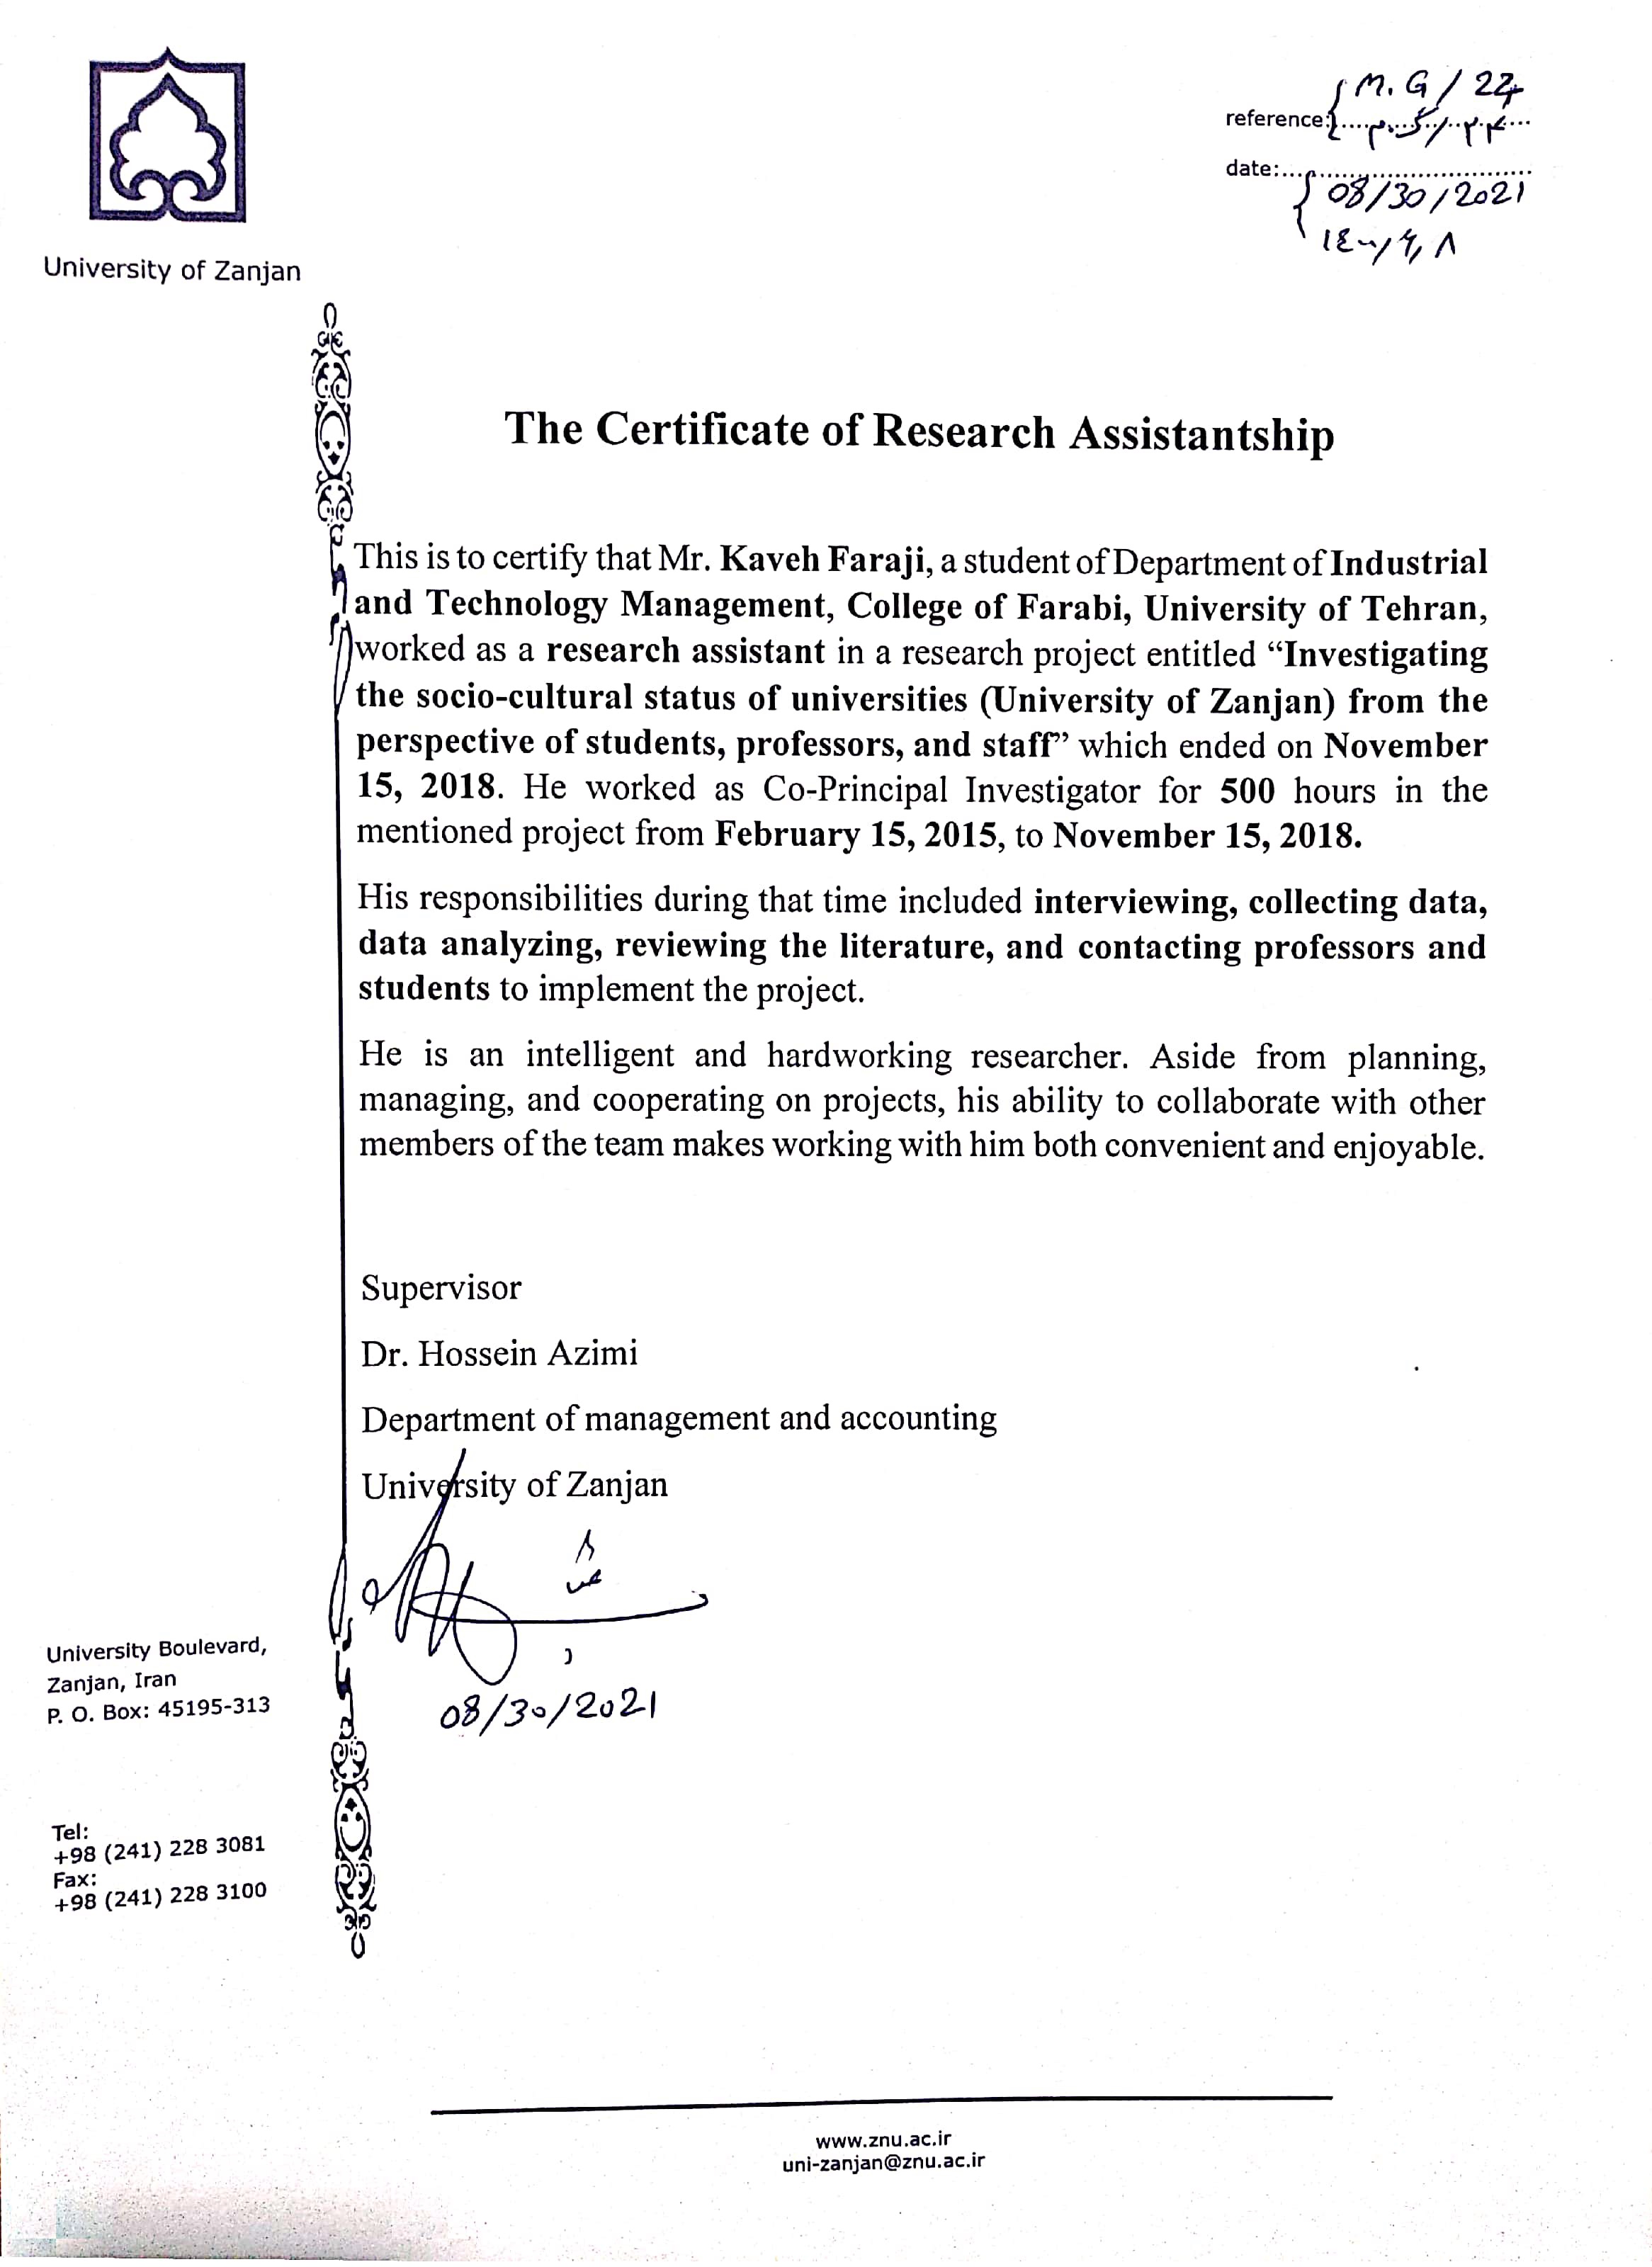 University of Zanjan
reference: M. G / 24
م.گ/۲۴
date:
08/30/2021
۱٤۰۰/۶/۸
The Certificate of Research Assistantship
This is to certify that Mr. Kaveh Faraji, a student of Department of Industrial
and Technology Management, College of Farabi, University of Tehran,
worked as a research assistant in a research project entitled “Investigating
the socio-cultural status of universities (University of Zanjan) from the
perspective of students, professors, and staff” which ended on November
15, 2018. He worked as Co-Principal Investigator for 500 hours in the
mentioned project from February 15, 2015, to November 15, 2018.
His responsibilities during that time included interviewing, collecting data,
data analyzing, reviewing the literature, and contacting professors and
students to implement the project.
He is an intelligent and hardworking researcher. Aside from planning,
managing, and cooperating on projects, his ability to collaborate with other
members of the team makes working with him both convenient and enjoyable.
Supervisor
Dr. Hossein Azimi
Department of management and accounting
University of Zanjan
08/30/2021
University Boulevard,
Zanjan, Iran
P. O. Box: 45195-313
Tel:
+98 (241) 228 3081
Fax:
+98 (241) 228 3100
www.znu.ac.ir
uni-zanjan@znu.ac.ir